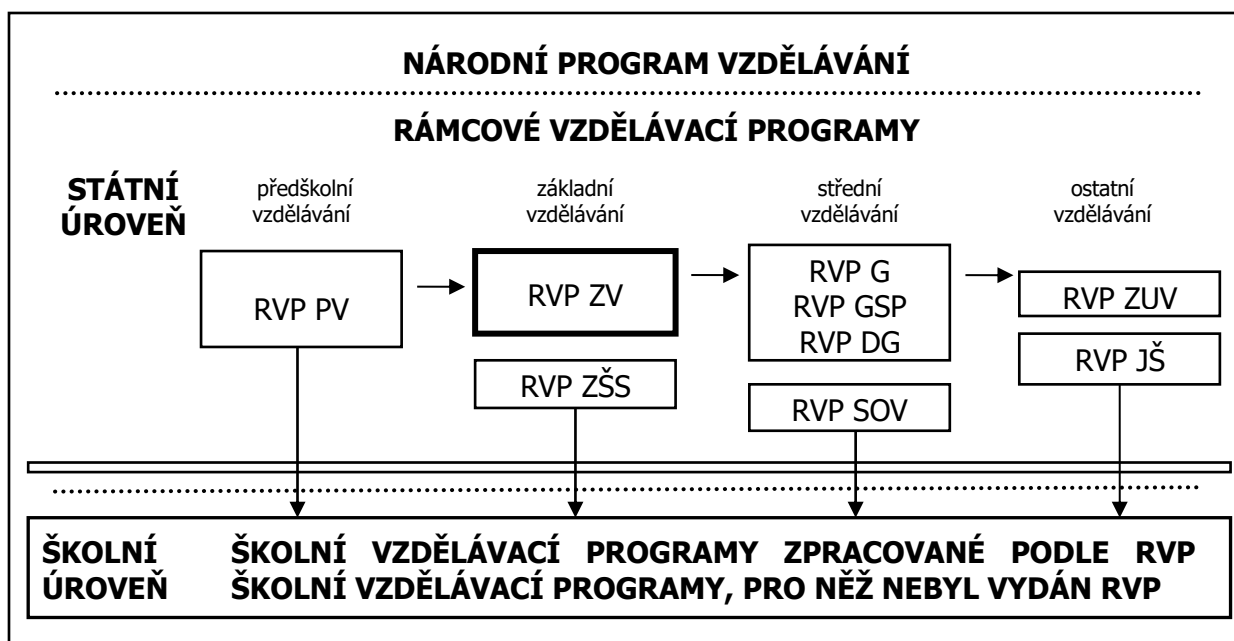 NÁRODNÍ PROGRAM VZDĚLÁVÁNÍ
RÁMCOVÉ VZDĚLÁVACÍ PROGRAMY
STÁTNÍ
ÚROVEŇ
předškolní
vzdělávání
základní
vzdělávání
střední
vzdělávání
ostatní
vzdělávání
RVP PV
RVP ZV
RVP ZŠS
RVP G
RVP GSP
RVP DG
RVP SOV
RVP ZUV
RVP JŠ
ŠKOLNÍ ŠKOLNÍ VZDĚLÁVACÍ PROGRAMY ZPRACOVANÉ PODLE RVP
ÚROVEŇ ŠKOLNÍ VZDĚLÁVACÍ PROGRAMY, PRO NĚŽ NEBYL VYDÁN RVP